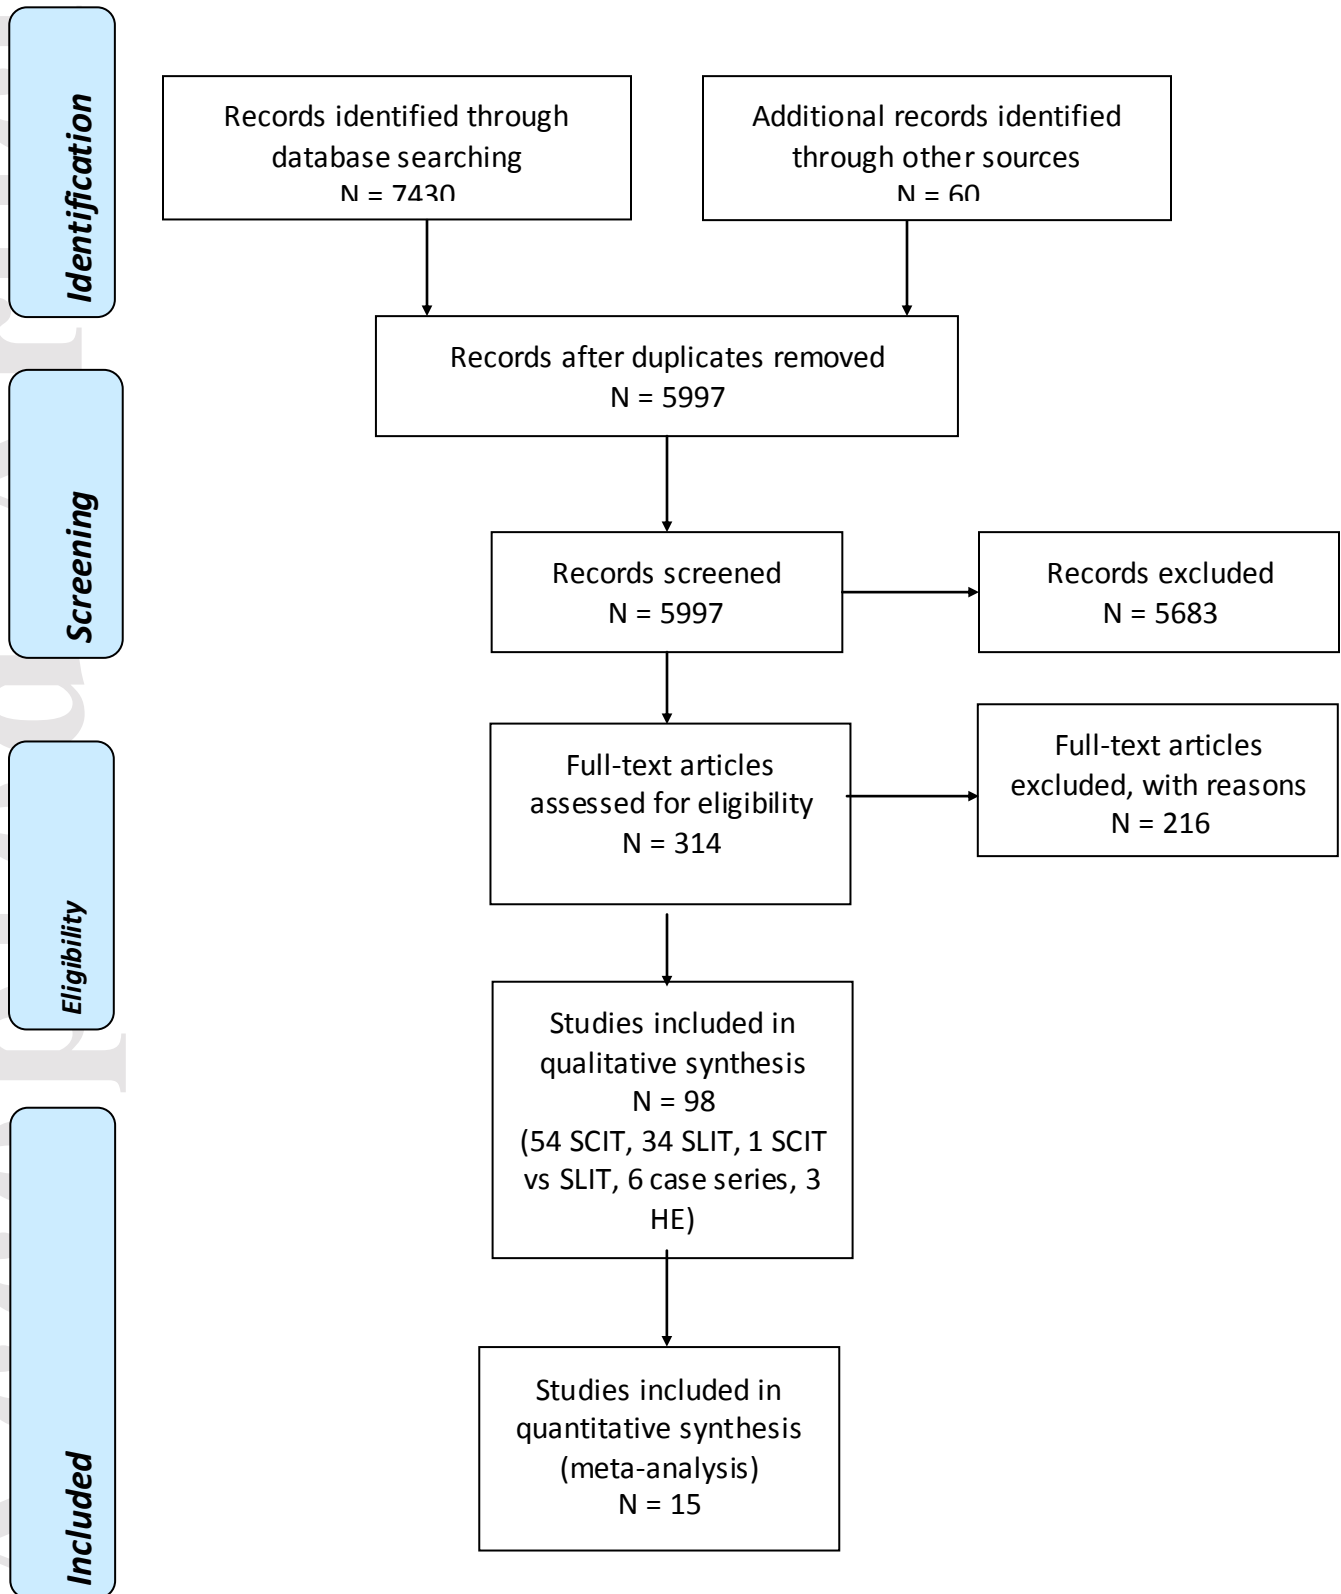 Identification
Records identified through
database searching
N = 7430
Additional records identified
through other sources
N = 60
Records after duplicates removed
N = 5997
Screening
Records screened
N = 5997
Records excluded
N = 5683
Eligibility
Full-text articles
assessed for eligibility
N = 314
Full-text articles
excluded, with reasons
N = 216
Studies included in
qualitative synthesis
N = 98
(54 SCIT, 34 SLIT, 1 SCIT
vs SLIT, 6 case series, 3
HE)
Included
Studies included in
quantitative synthesis
(meta-analysis)
N = 15